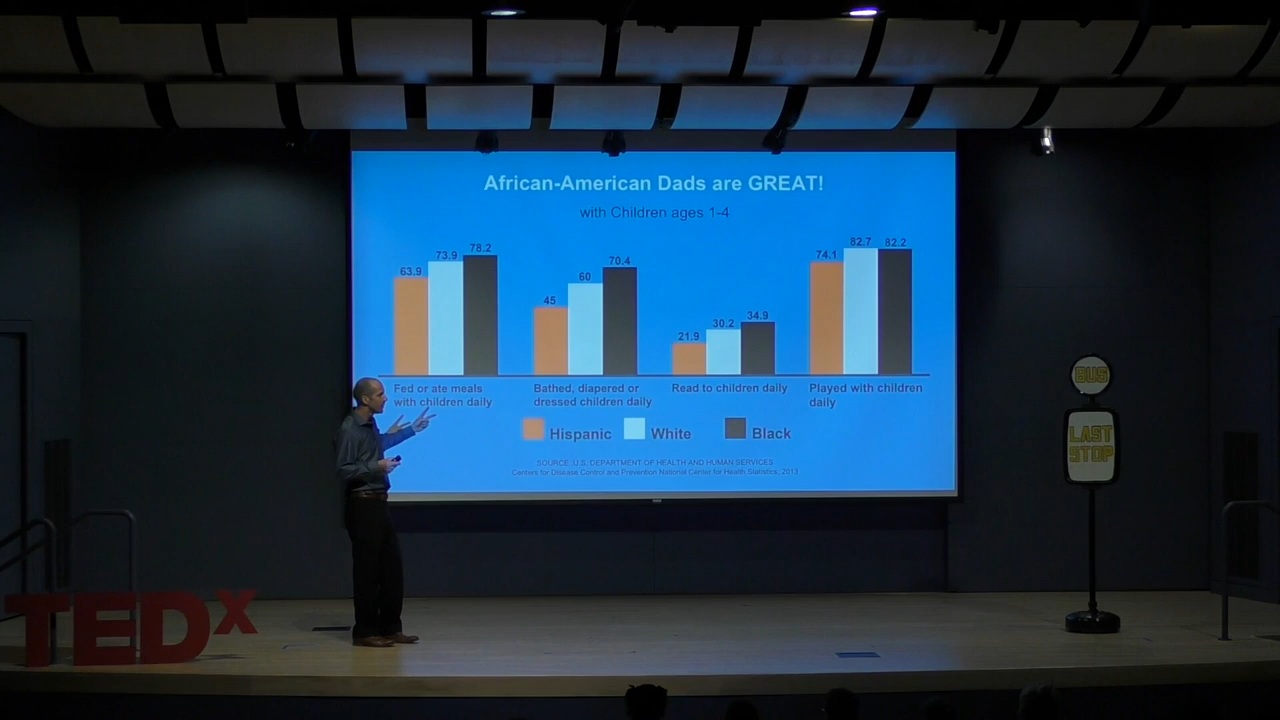 African-American Dads are GREAT!
with Children ages 1-4
63.9
73.9
78.2
45
60
70.4
21.9
30.2
34.9
74.1
82.7
82.2
Fed or ate meals
with children daily
Bathed, diapered or
dressed children daily
Read to children daily
Played with children
daily
Hispanic
White
Black
SOURCE: U.S. DEPARTMENT OF HEALTH AND HUMAN SERVICES
Centers for Disease Control and Prevention National Center for Health Statistics, 2013
BUS
LAST
STOP
TEDx